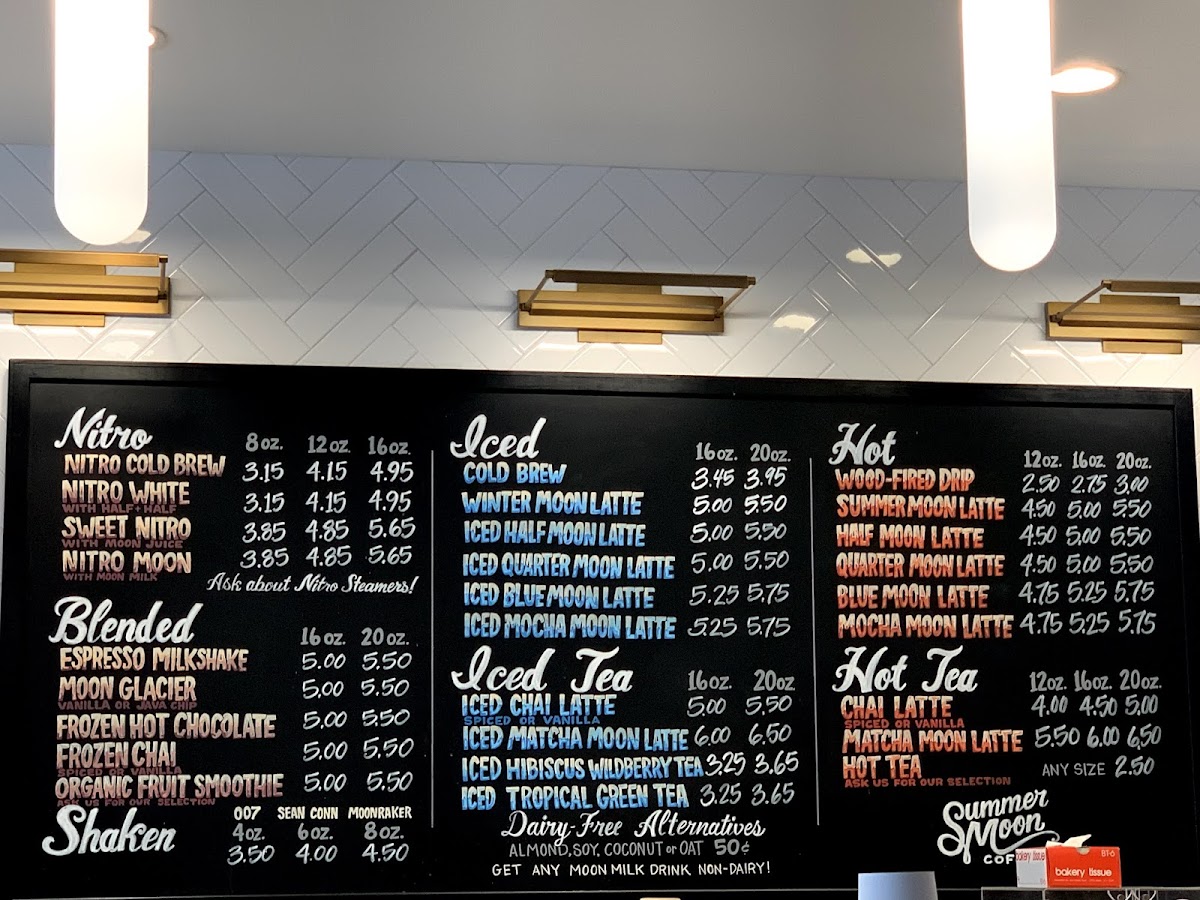 Nitro 8oz. 12oz. 16oz.
NITRO COLD BREW 3.15 4.15 4.95
NITRO WHITE 3.15 4.15 4.95
WITH HALF + HALF
SWEET NITRO 3.85 4.85 5.65
WITH MOON JUICE
NITRO MOON 3.85 4.85 5.65
WITH MOON MILK
Ask about Nitro Steamers!
Blended 16oz. 20oz.
ESPRESSO MILKSHAKE 5.00 5.50
MOON GLACIER 5.00 5.50
VANILLA OR JAVA CHIP
FROZEN HOT CHOCOLATE 5.00 5.50
FROZEN CHAI 5.00 5.50
SPICED OR VANILLA
ORGANIC FRUIT SMOOTHIE 5.00 5.50
ASK US FOR OUR SELECTION
007 SEAN CONN MOONRAKER
Shaken 4oz. 6oz. 8oz.
3.50 4.00 4.50
Iced 16oz. 20oz.
COLD BREW 3.45 3.95
WINTER MOON LATTE 5.00 5.50
ICED HALF MOON LATTE 5.00 5.50
ICED QUARTER MOON LATTE 5.00 5.50
ICED BLUE MOON LATTE 5.25 5.75
ICED MOCHA MOON LATTE 5.25 5.75
Iced Tea 16oz. 20oz
ICED CHAI LATTE 5.00 5.50
SPICED OR VANILLA
ICED MATCHA MOON LATTE 6.00 6.50
ICED HIBISCUS WILDBERRY TEA 3.25 3.65
ICED TROPICAL GREEN TEA 3.25 3.65
Dairy-Free Alternatives
ALMOND, SOY, COCONUT or OAT 50¢
GET ANY MOON MILK DRINK NON-DAIRY!
Hot 12oz. 16oz. 20oz.
WOOD-FIRED DRIP 2.50 2.75 3.00
SUMMER MOON LATTE 4.50 5.00 5.50
HALF MOON LATTE 4.50 5.00 5.50
QUARTER MOON LATTE 4.50 5.00 5.50
BLUE MOON LATTE 4.75 5.25 5.75
MOCHA MOON LATTE 4.75 5.25 5.75
Hot Tea 12oz. 16oz. 20oz.
CHAI LATTE 4.00 4.50 5.00
SPICED OR VANILLA
MATCHA MOON LATTE 5.50 6.00 6.50
HOT TEA ANY SIZE 2.50
ASK US FOR OUR SELECTION
Summer
Moon
COF
bakery tissue BT-6
bakery tissue